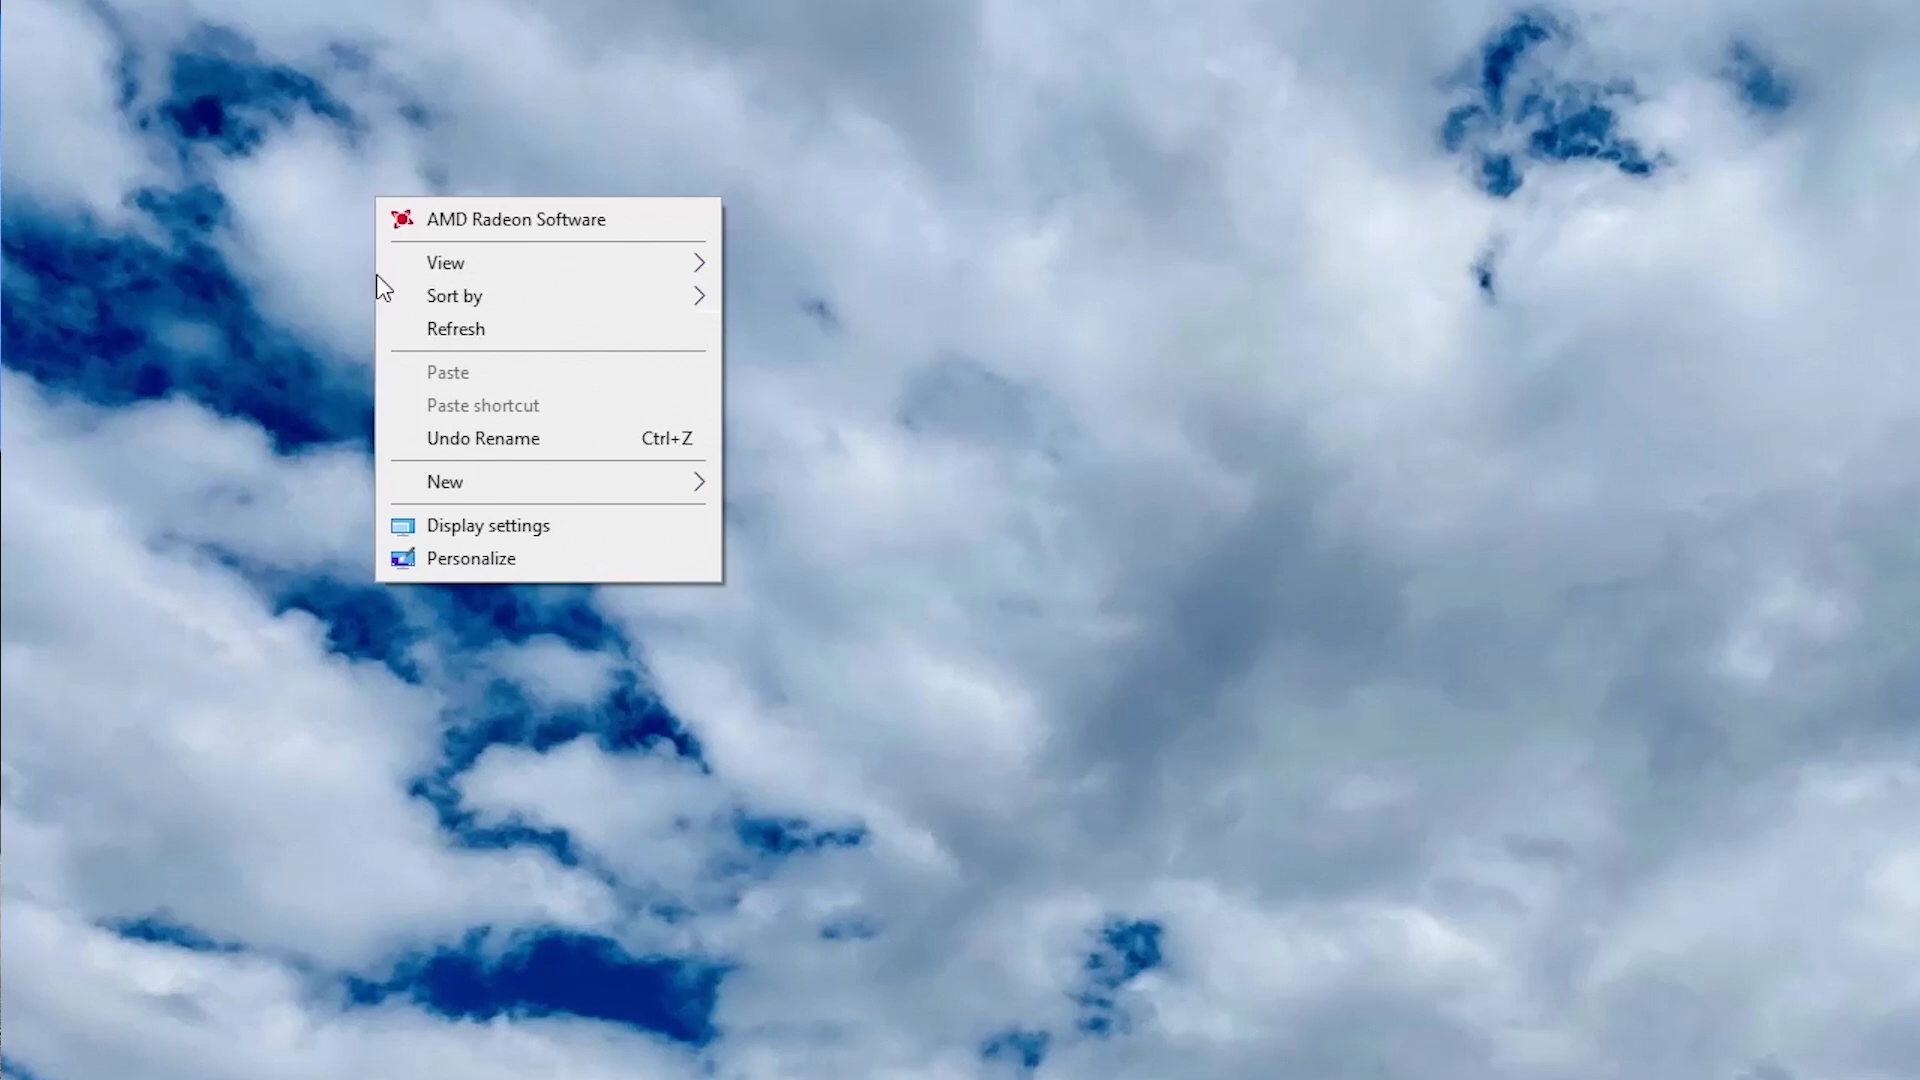 AMD Radeon Software
View
Sort by
Refresh
Paste
Paste shortcut
Undo Rename Ctrl+Z
New
Display settings
Personalize